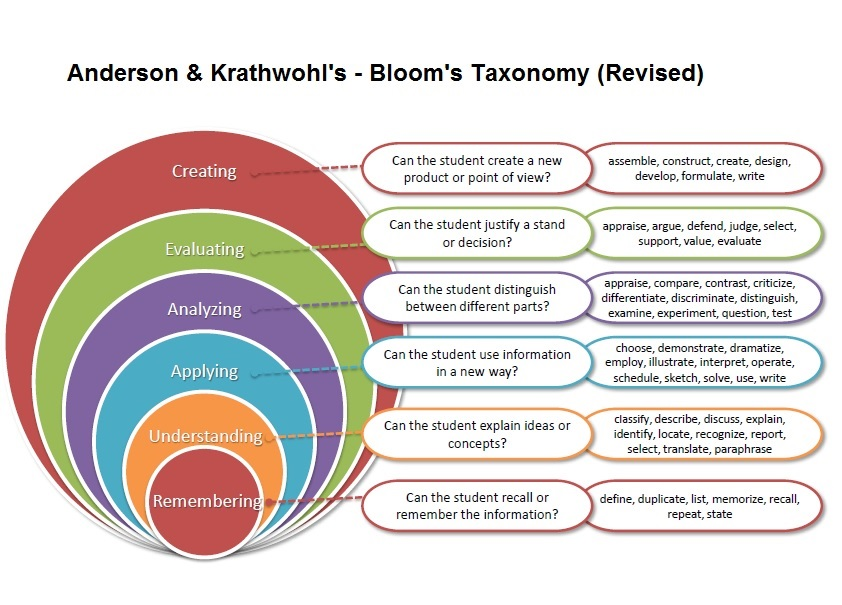 Anderson & Krathwohl's - Bloom's Taxonomy (Revised)
Creating
Can the student create a new
product or point of view?
assemble, construct, create, design,
develop, formulate, write
Evaluating
Can the student justify a stand
or decision?
appraise, argue, defend, judge, select,
support, value, evaluate
Analyzing
Can the student distinguish
between different parts?
appraise, compare, contrast, criticize,
differentiate, discriminate, distinguish,
examine, experiment, question, test
Applying
Can the student use information
in a new way?
choose, demonstrate, dramatize,
employ, illustrate, interpret, operate,
schedule, sketch, solve, use, write
Understanding
Can the student explain ideas or
concepts?
classify, describe, discuss, explain,
identify, locate, recognize, report,
select, translate, paraphrase
Remembering
Can the student recall or
remember the information?
define, duplicate, list, memorize, recall,
repeat, state